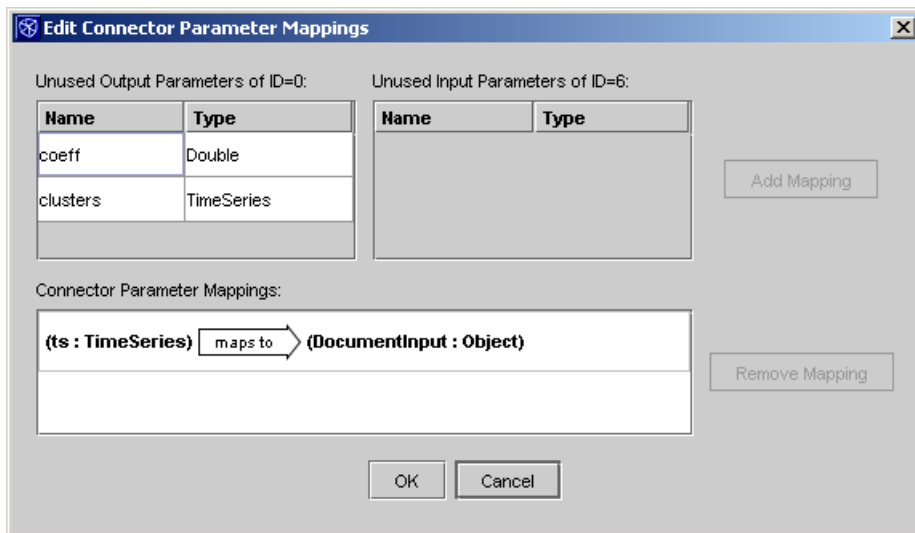 Edit Connector Parameter Mappings
Unused Output Parameters of ID=0: Unused Input Parameters of ID=6:
Name Type Name Type
coeff Double
clusters TimeSeries
Add Mapping
Connector Parameter Mappings:
(ts : TimeSeries) maps to (DocumentInput : Object)
Remove Mapping
OK Cancel